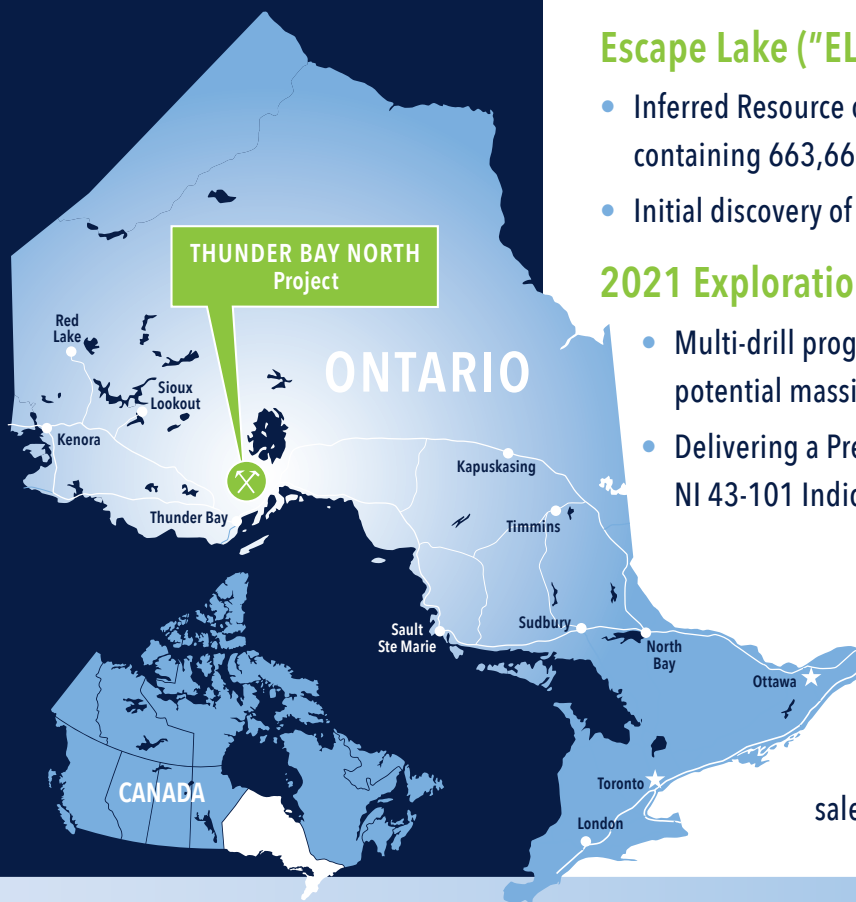 Escape Lake ("EL
• Inferred Resource
containing 663,66
• Initial discovery of
2021 Exploratio
• Multi-drill prog
potential massi
• Delivering a Pre
NI 43-101 Indic
sale
THUNDER BAY NORTH
Project
ONTARIO
Red
Lake
Sioux
Lookout
Kenora
Thunder Bay
Kapuskasing
Timmins
Sault
Ste Marie
Sudbury
North
Bay
Ottawa
Toronto
London
CANADA